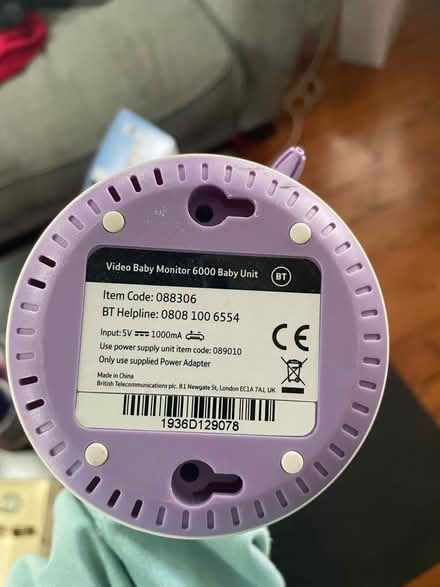 Video Baby Monitor 6000 Baby Unit
BT
Item Code: 088306
BT Helpline: 0808 100 6554
Input: 5V ⎓ 1000mA
Use power supply unit item code: 089010
Only use supplied Power Adapter
CE
Made in China
British Telecommunications plc. 81 Newgate St, London EC1A 7AJ, UK
1936D129078